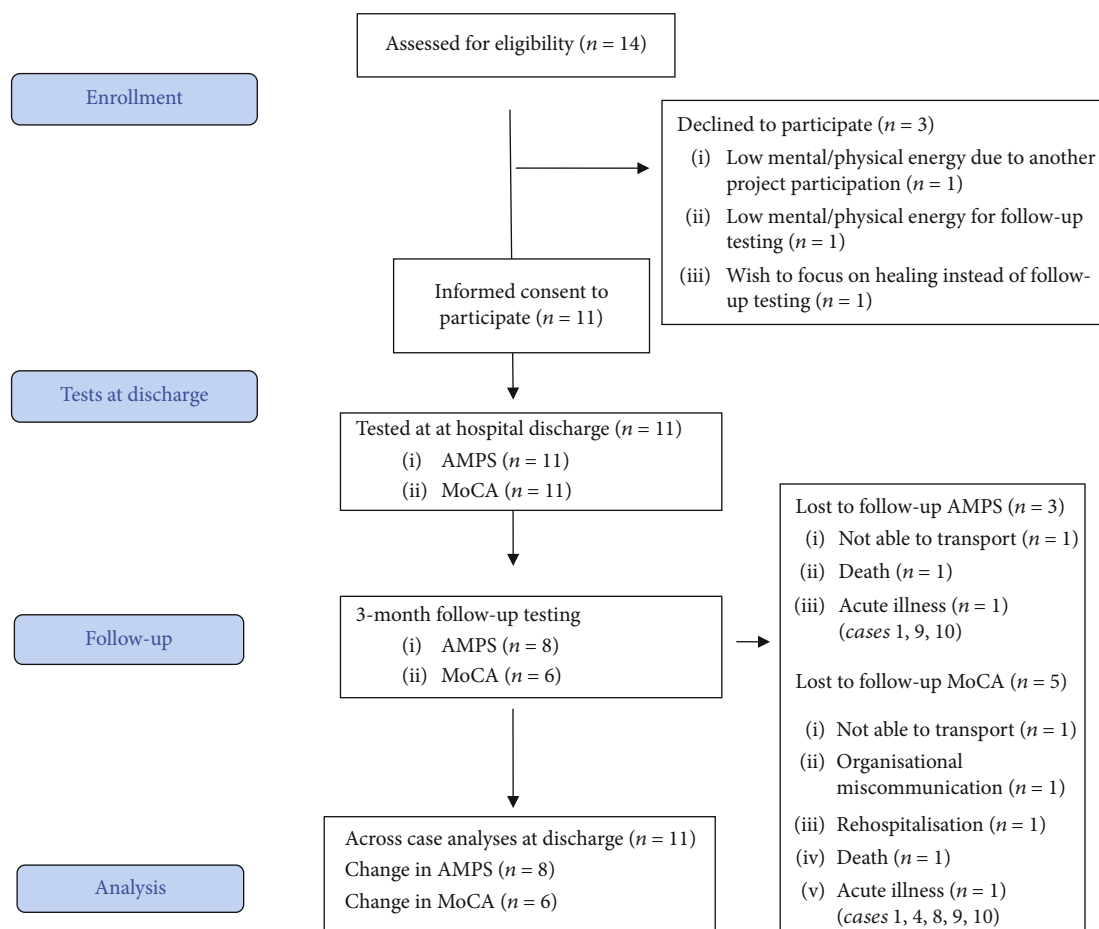 Assessed for eligibility (n = 14)
Enrollment
Declined to participate (n = 3)
(i) Low mental/physical energy due to another
project participation (n = 1)
(ii) Low mental/physical energy for follow-up
testing (n = 1)
(iii) Wish to focus on healing instead of follow-
up testing (n = 1)
Informed consent to
participate (n = 11)
Tests at discharge
Tested at at hospital discharge (n = 11)
(i) AMPS (n = 11)
(ii) MoCA (n = 11)
Follow-up
3-month follow-up testing
(i) AMPS (n = 8)
(ii) MoCA (n = 6)
Lost to follow-up AMPS (n = 3)
(i) Not able to transport (n = 1)
(ii) Death (n = 1)
(iii) Acute illness (n = 1)
(cases 1, 9, 10)
Lost to follow-up MoCA (n = 5)
(i) Not able to transport (n = 1)
(ii) Organisational
miscommunication (n = 1)
(iii) Rehospitalisation (n = 1)
(iv) Death (n = 1)
(v) Acute illness (n = 1)
(cases 1, 4, 8, 9, 10)
Analysis
Across case analyses at discharge (n = 11)
Change in AMPS (n = 8)
Change in MoCA (n = 6)